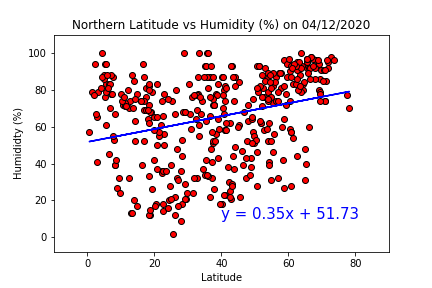 Northern Latitude vs Humidity (%) on 04/12/2020
100
80
60
40
20
0
Humididty (%)
y = 0.35x + 51.73
0 20 40 60 80
Latitude